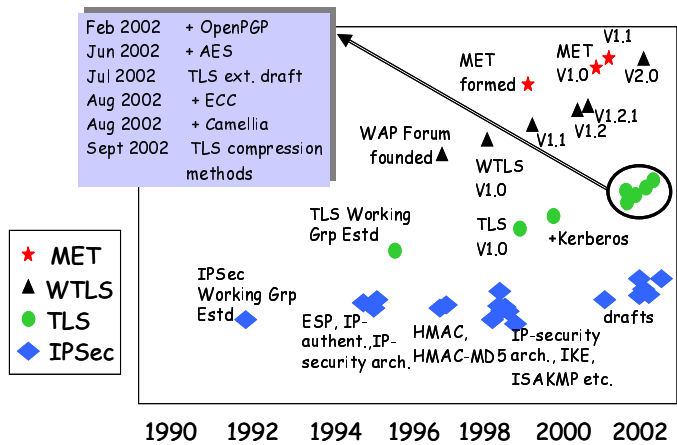 Feb 2002 + OpenPGP
Jun 2002 + AES
Jul 2002 TLS ext. draft
Aug 2002 + ECC
Aug 2002 + Camellia
Sept 2002 TLS compression
methods
MET
formed
MET
V1.0
V1.1
V2.0
WAP Forum
founded
WTLS
V1.0
V1.1
V1.2
V1.2.1
TLS Working
Grp Estd
TLS
V1.0
+Kerberos
IPSec
Working Grp
Estd
ESP, IP-
authent.,IP-
security arch.
HMAC,
HMAC-MD5
IP-security
arch., IKE,
ISAKMP etc.
drafts
MET
WTLS
TLS
IPSec
1990 1992 1994 1996 1998 2000 2002